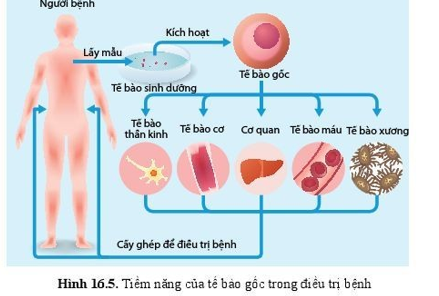 Người bệnh
Kích hoạt
Lấy mẫu
Tế bào gốc
Tế bào sinh dưỡng
Tế bào
thần kinh
Tế bào cơ
Cơ quan
Tế bào máu
Tế bào xương
Cấy ghép để điều trị bệnh
Hình 16.5. Tiềm năng của tế bào gốc trong điều trị bệnh